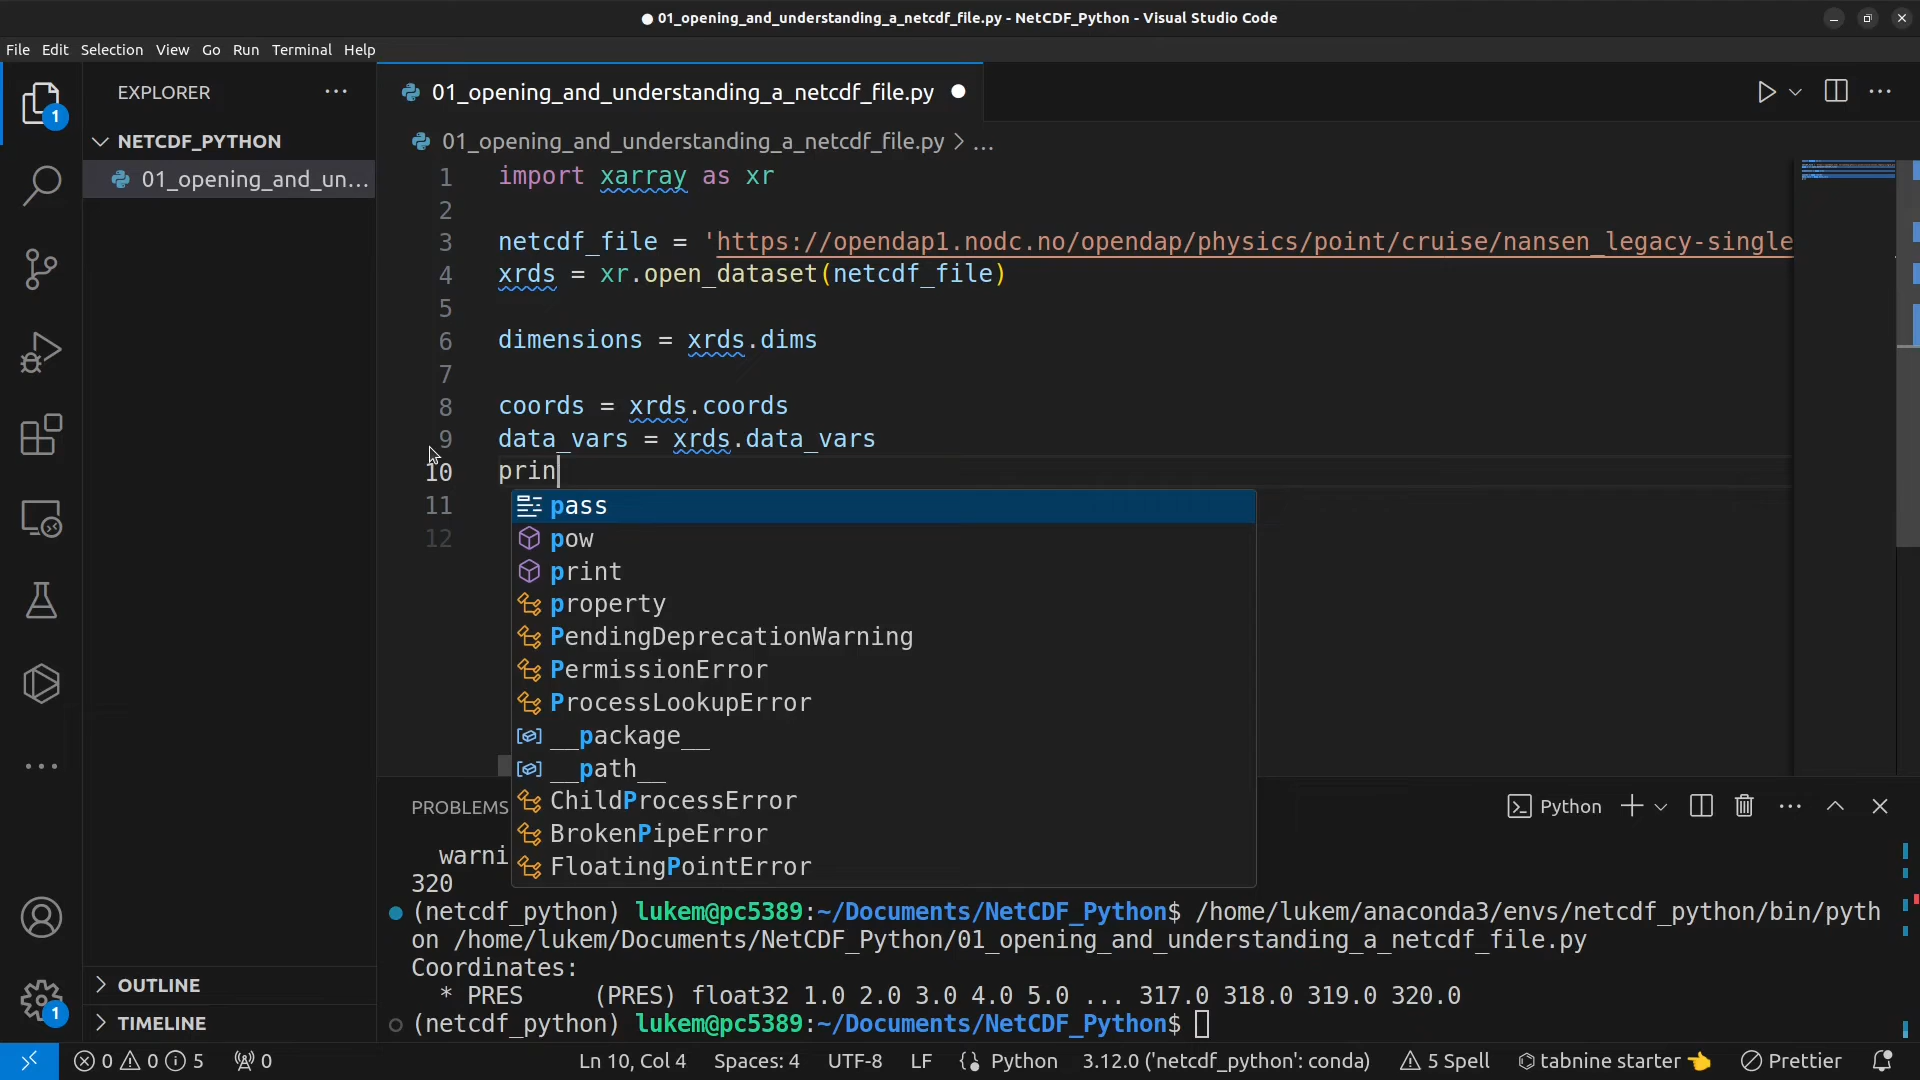 01_opening_and_understanding_a_netcdf_file.py - NetCDF_Python - Visual Studio Code
File Edit Selection View Go Run Terminal Help
EXPLORER
01_opening_and_understanding_a_netcdf_file.py
NETCDF_PYTHON
01_opening_and_understanding_a_netcdf_file.py > ...
01_opening_and_un...
1
1 import xarray as xr
2
3 netcdf_file = 'https://opendap1.nodc.no/opendap/physics/point/cruise/nansen_legacy-single
4 xrds = xr.open_dataset(netcdf_file)
5
6 dimensions = xrds.dims
7
8 coords = xrds.coords
9 data_vars = xrds.data_vars
10 prin
11
12
pass
pow
print
property
PendingDeprecationWarning
PermissionError
ProcessLookupError
__package__
__path__
ChildProcessError
BrokenPipeError
FloatingPointError
PROBLEMS
Python
warni
320
(netcdf_python) lukem@pc5389:~/Documents/NetCDF_Python$ /home/lukem/anaconda3/envs/netcdf_python/bin/pyth
on /home/lukem/Documents/NetCDF_Python/01_opening_and_understanding_a_netcdf_file.py
Coordinates:
* PRES (PRES) float32 1.0 2.0 3.0 4.0 5.0 ... 317.0 318.0 319.0 320.0
(netcdf_python) lukem@pc5389:~/Documents/NetCDF_Python$
OUTLINE
TIMELINE
1
0 0 5 0 Ln 10, Col 4 Spaces: 4 UTF-8 LF Python 3.12.0 ('netcdf_python': conda) 5 Spell tabnine starter Prettier